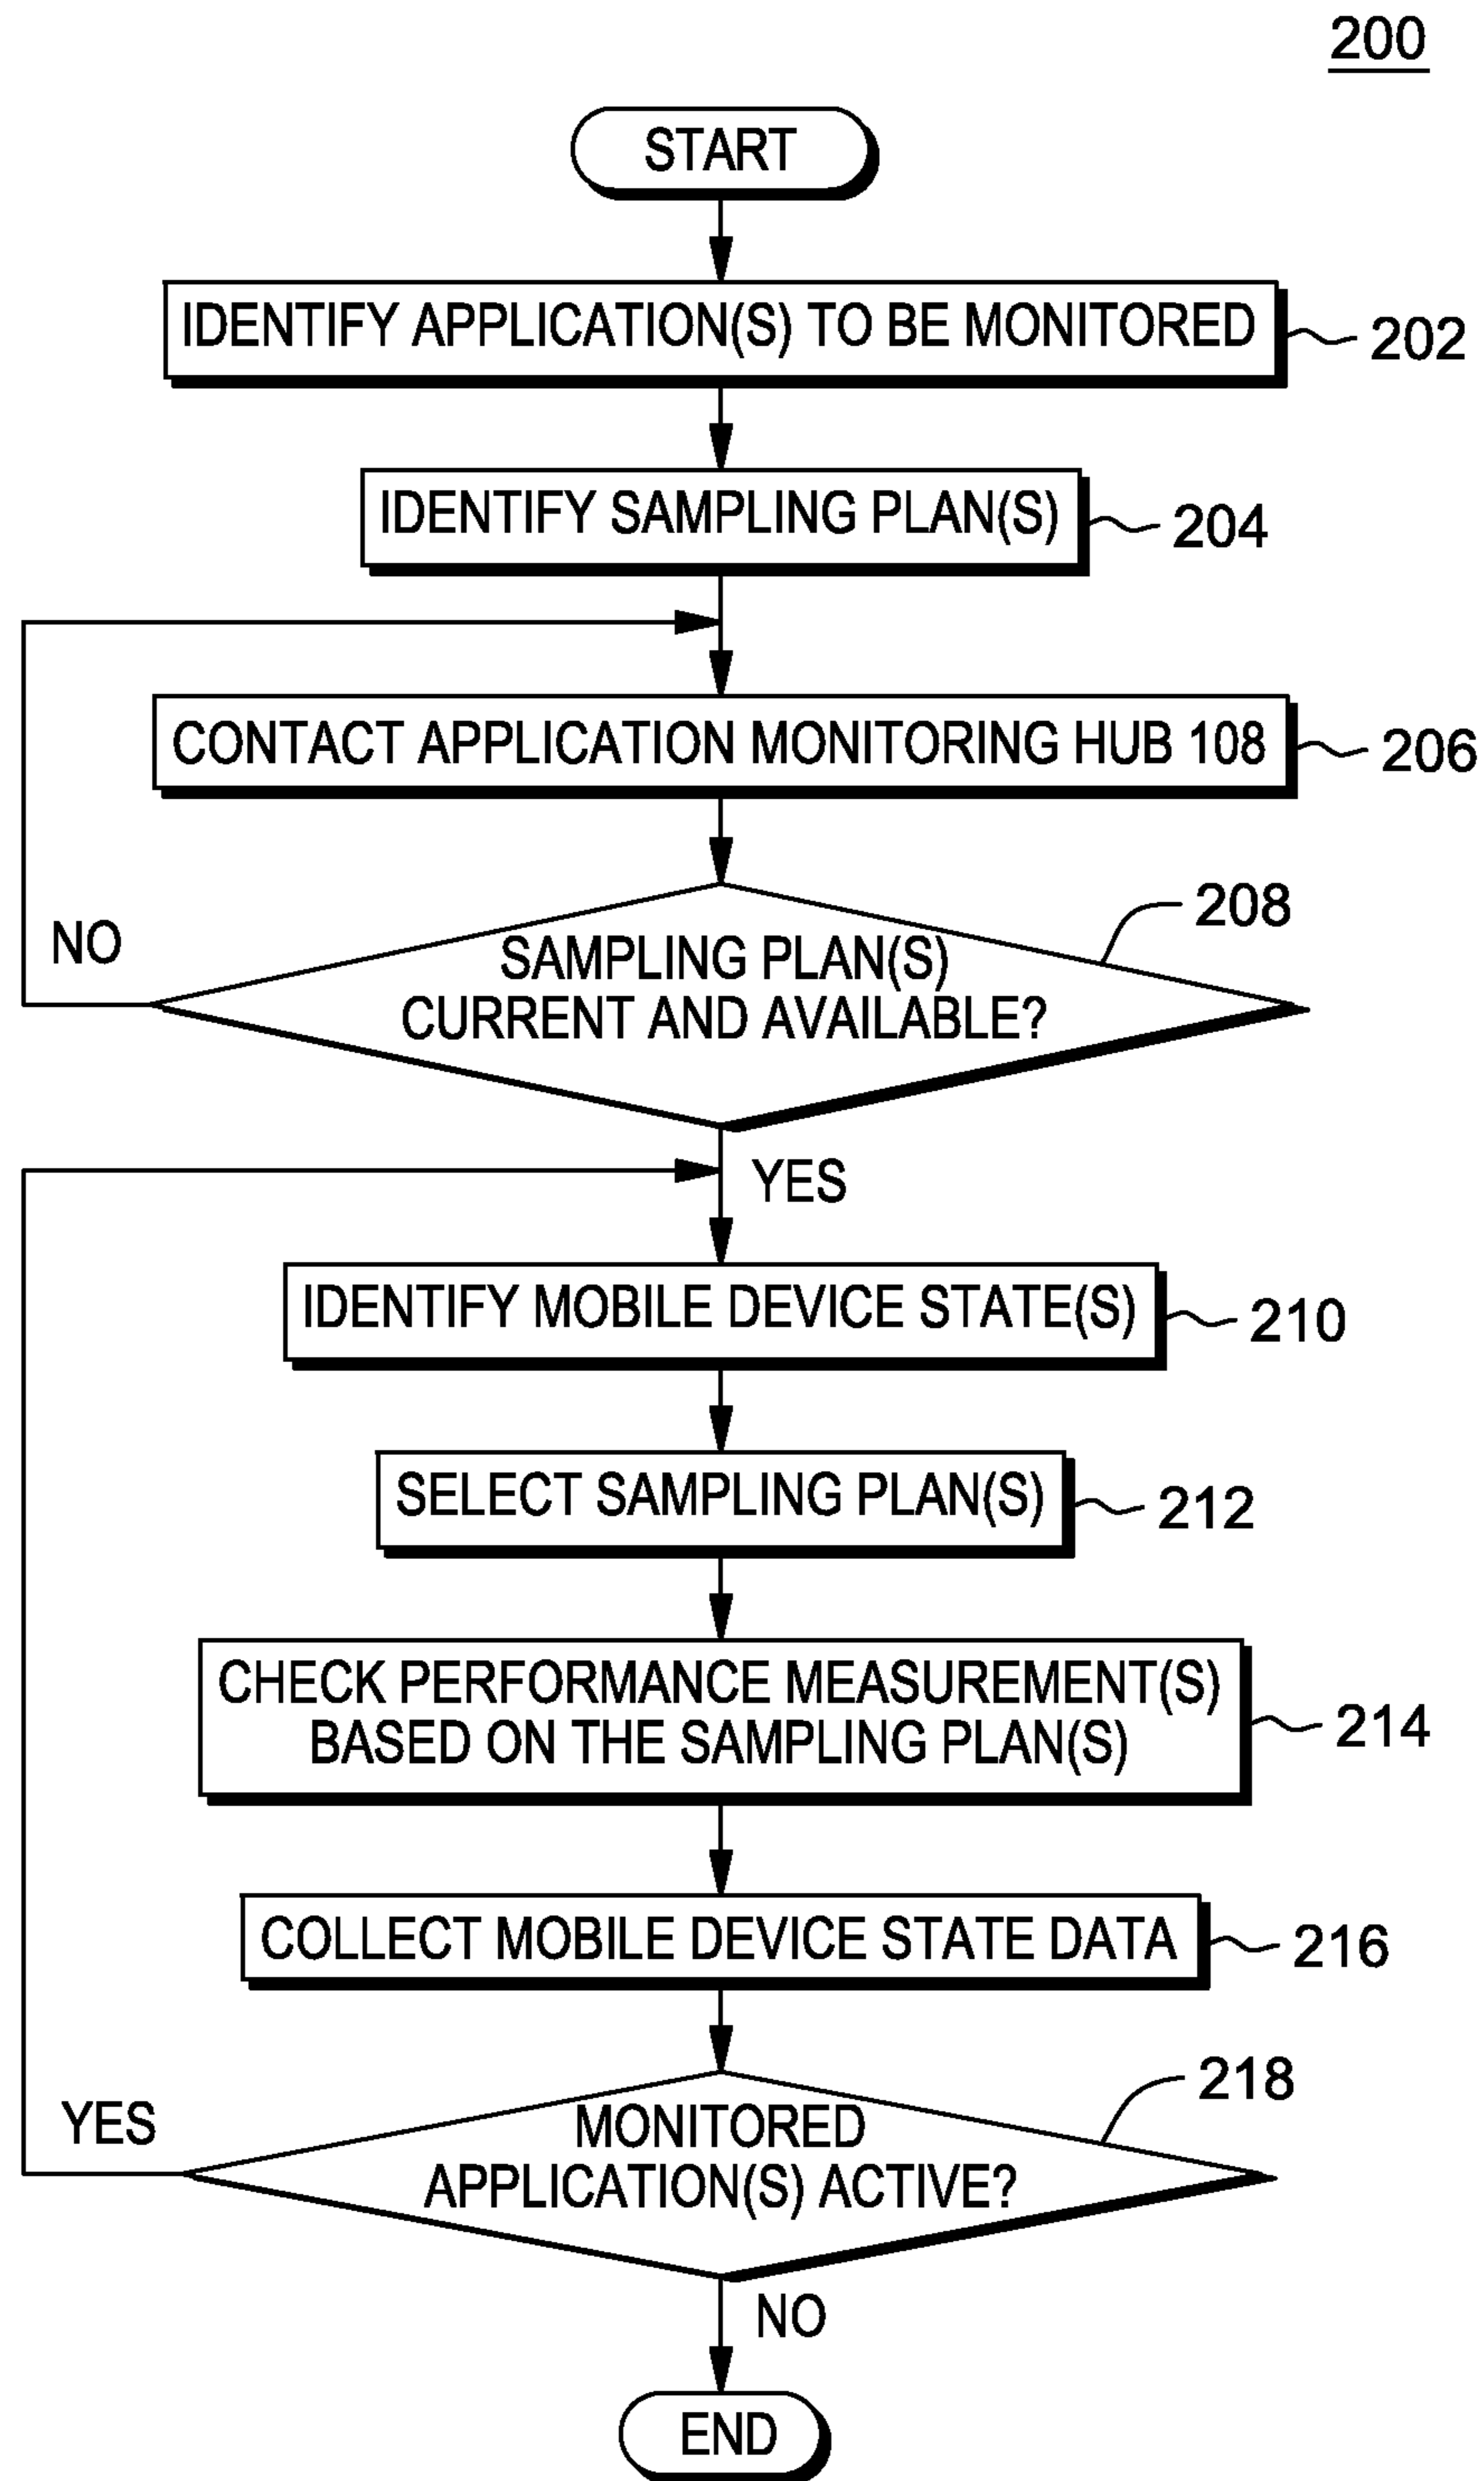 200
START
IDENTIFY APPLICATION(S) TO BE MONITORED
202
IDENTIFY SAMPLING PLAN(S)
204
CONTACT APPLICATION MONITORING HUB 108
206
208
NO
SAMPLING PLAN(S)
CURRENT AND AVAILABLE?
YES
IDENTIFY MOBILE DEVICE STATE(S)
210
SELECT SAMPLING PLAN(S)
212
CHECK PERFORMANCE MEASUREMENT(S)
BASED ON THE SAMPLING PLAN(S)
214
COLLECT MOBILE DEVICE STATE DATA
216
218
YES
MONITORED
APPLICATION(S) ACTIVE?
NO
END